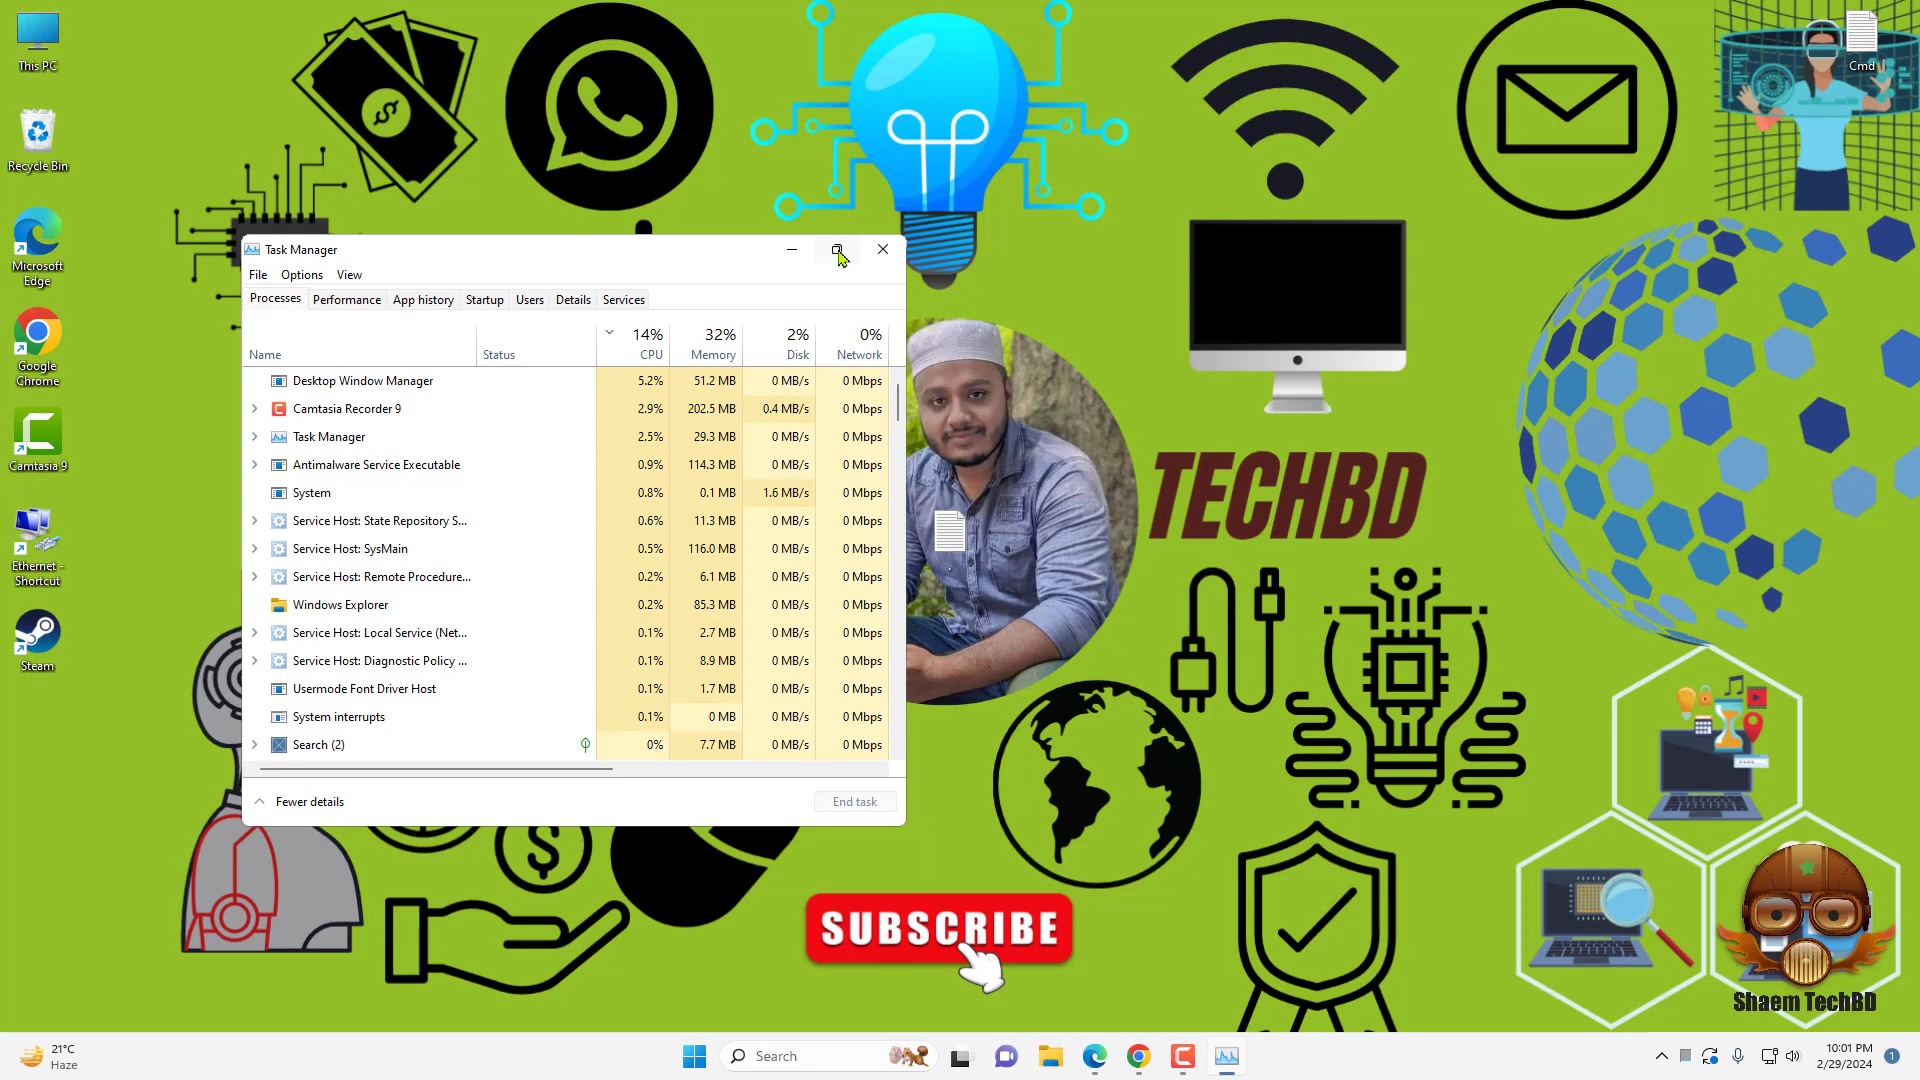 This PC
Recycle Bin
Microsoft
Edge
Google
Chrome
Camtasia 9
Ethernet -
Shortcut
Steam
Cmd
Task Manager
File Options View
Processes Performance App history Startup Users Details Services
14% 32% 2% 0%
Name Status CPU Memory Disk Network
Desktop Window Manager 5.2% 51.2 MB 0 MB/s 0 Mbps
Camtasia Recorder 9 2.9% 202.5 MB 0.4 MB/s 0 Mbps
Task Manager 2.5% 29.3 MB 0 MB/s 0 Mbps
Antimalware Service Executable 0.9% 114.3 MB 0 MB/s 0 Mbps
System 0.8% 0.1 MB 1.6 MB/s 0 Mbps
Service Host: State Repository S... 0.6% 11.3 MB 0 MB/s 0 Mbps
Service Host: SysMain 0.5% 116.0 MB 0 MB/s 0 Mbps
Service Host: Remote Procedure... 0.2% 6.1 MB 0 MB/s 0 Mbps
Windows Explorer 0.2% 85.3 MB 0 MB/s 0 Mbps
Service Host: Local Service (Net... 0.1% 2.7 MB 0 MB/s 0 Mbps
Service Host: Diagnostic Policy ... 0.1% 8.9 MB 0 MB/s 0 Mbps
Usermode Font Driver Host 0.1% 1.7 MB 0 MB/s 0 Mbps
System interrupts 0.1% 0 MB 0 MB/s 0 Mbps
Search (2) 0% 7.7 MB 0 MB/s 0 Mbps
Fewer details End task
TECHBD
SUBSCRIBE
Shaem TechBD
21°C
Haze
Search
10:01 PM
2/29/2024
1